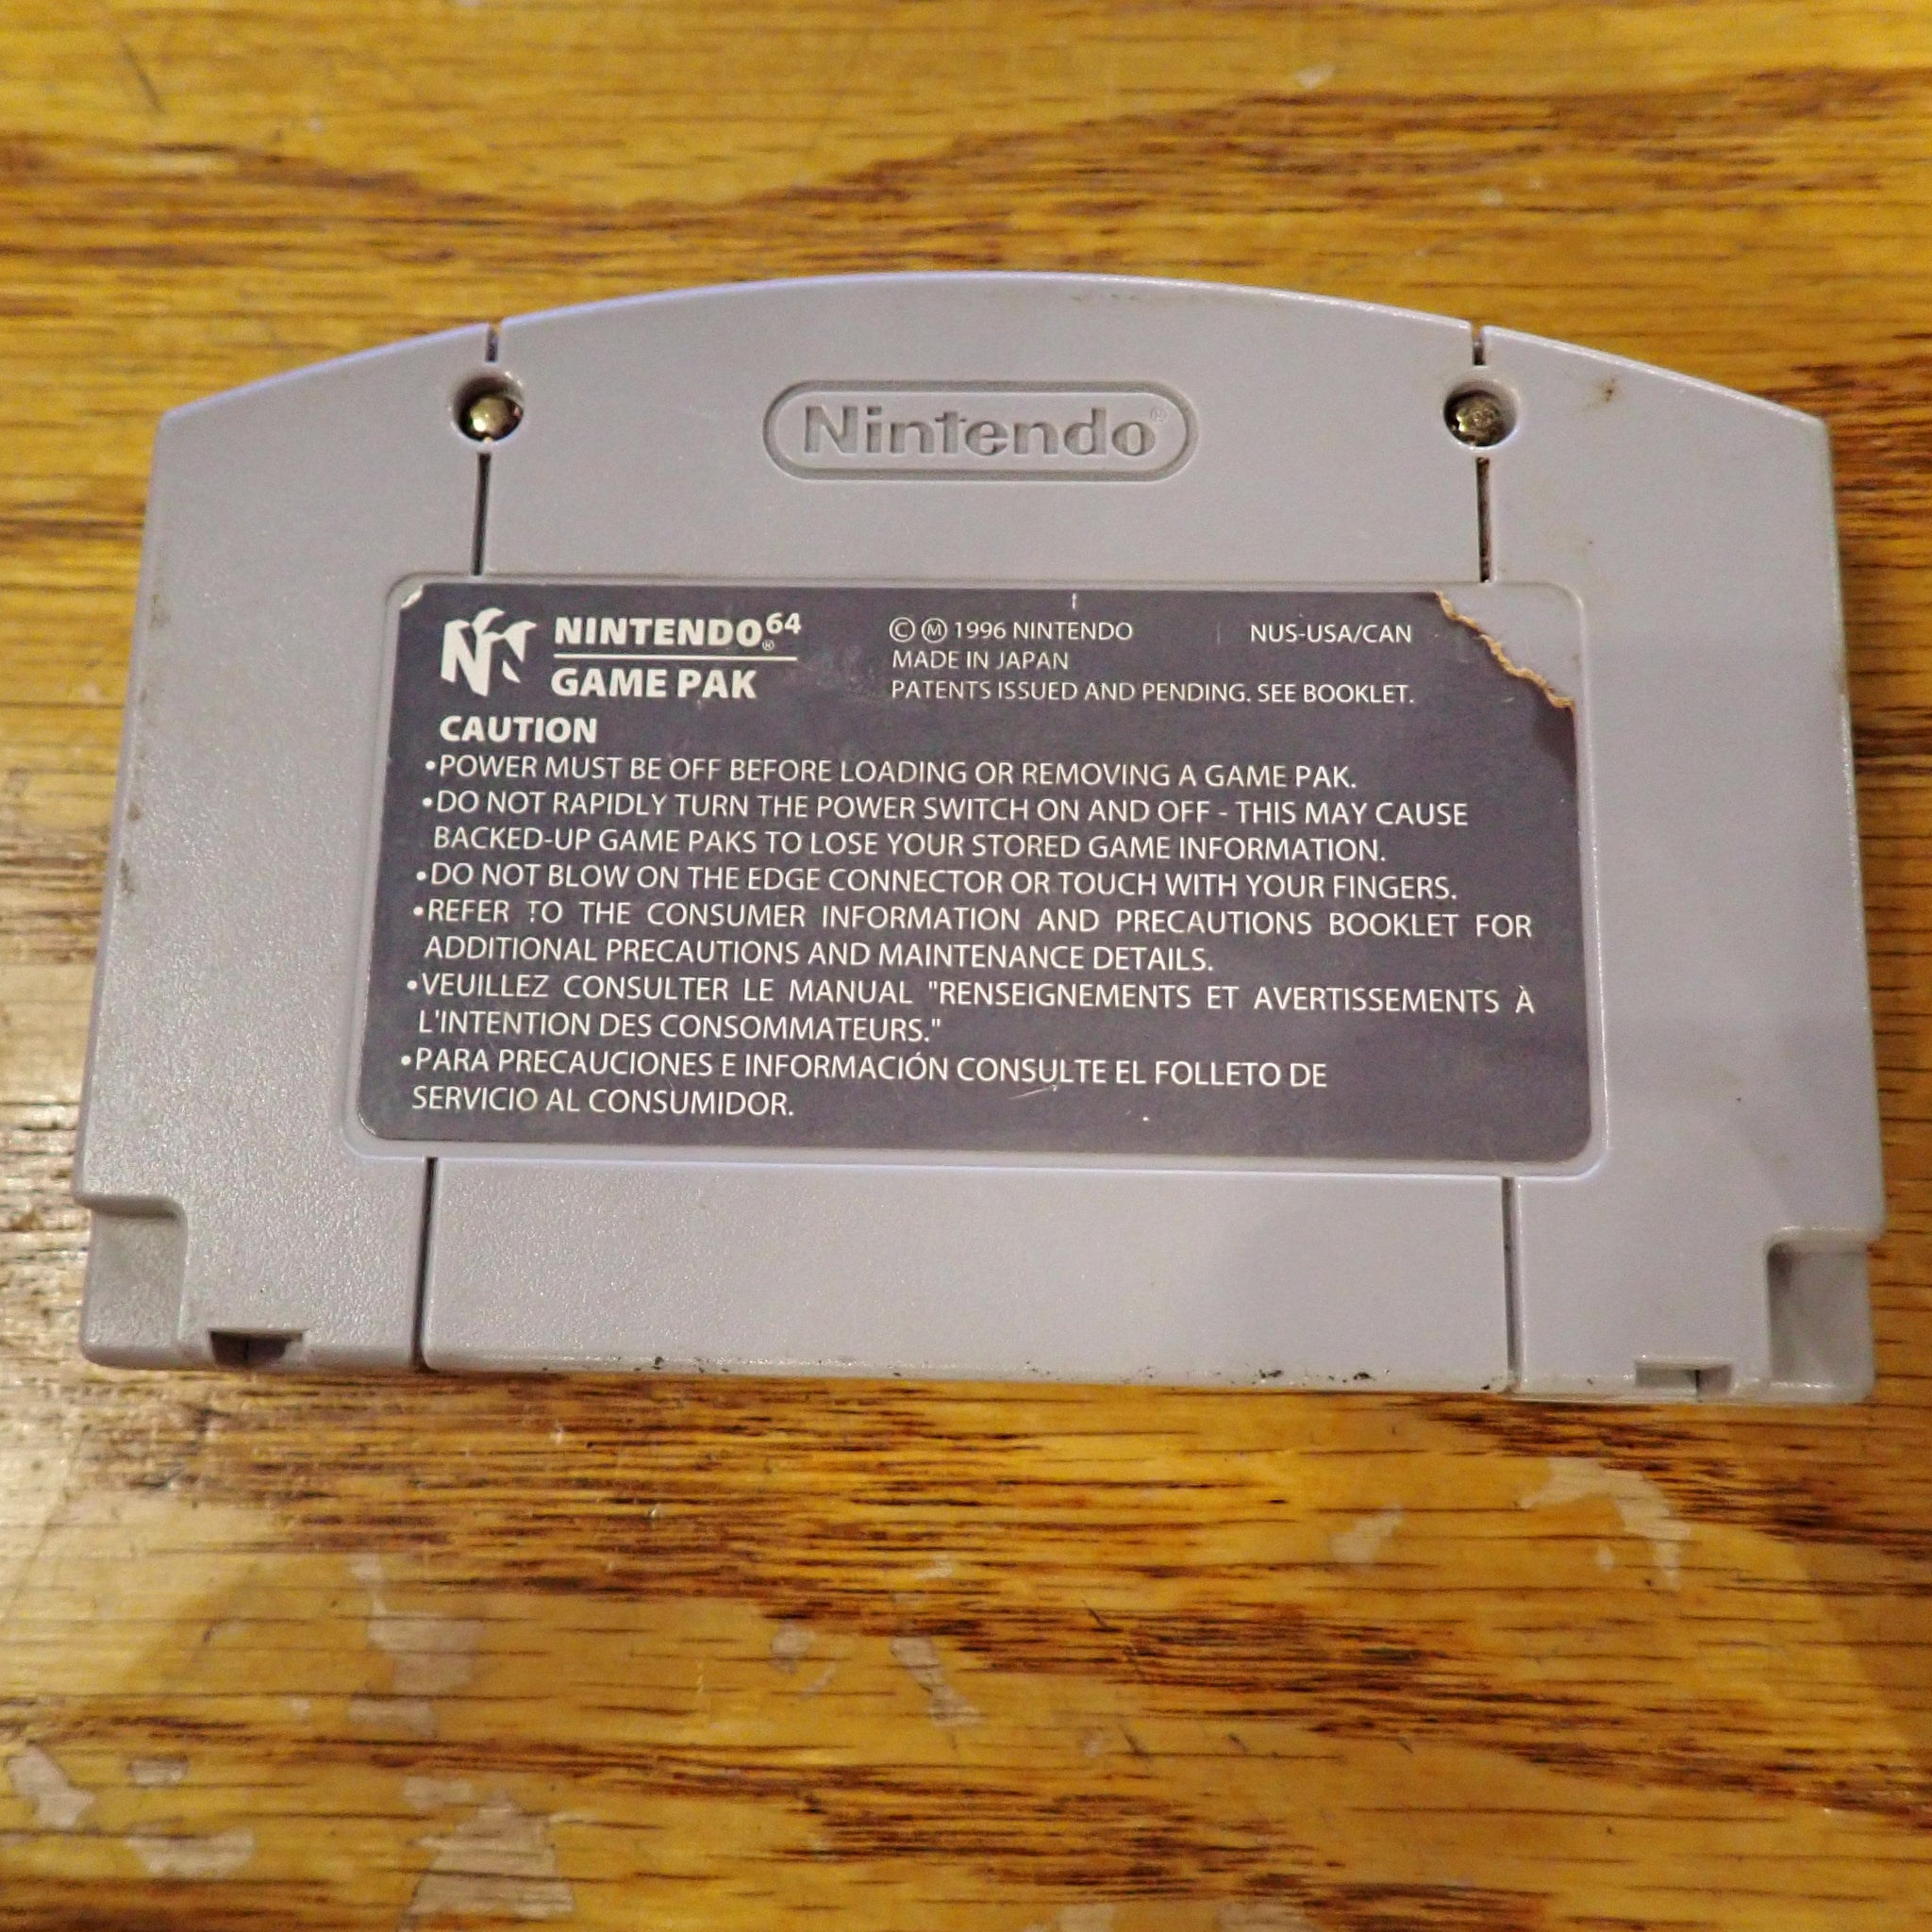 Nintendo®
NINTENDO64®
GAME PAK
© Ⓜ 1996 NINTENDO NUS-USA/CAN
MADE IN JAPAN
PATENTS ISSUED AND PENDING. SEE BOOKLET.
CAUTION
•POWER MUST BE OFF BEFORE LOADING OR REMOVING A GAME PAK.
•DO NOT RAPIDLY TURN THE POWER SWITCH ON AND OFF - THIS MAY CAUSE
BACKED-UP GAME PAKS TO LOSE YOUR STORED GAME INFORMATION.
•DO NOT BLOW ON THE EDGE CONNECTOR OR TOUCH WITH YOUR FINGERS.
•REFER TO THE CONSUMER INFORMATION AND PRECAUTIONS BOOKLET FOR
ADDITIONAL PRECAUTIONS AND MAINTENANCE DETAILS.
•VEUILLEZ CONSULTER LE MANUAL "RENSEIGNEMENTS ET AVERTISSEMENTS À
L'INTENTION DES CONSOMMATEURS."
•PARA PRECAUCIONES E INFORMACIÓN CONSULTE EL FOLLETO DE
SERVICIO AL CONSUMIDOR.